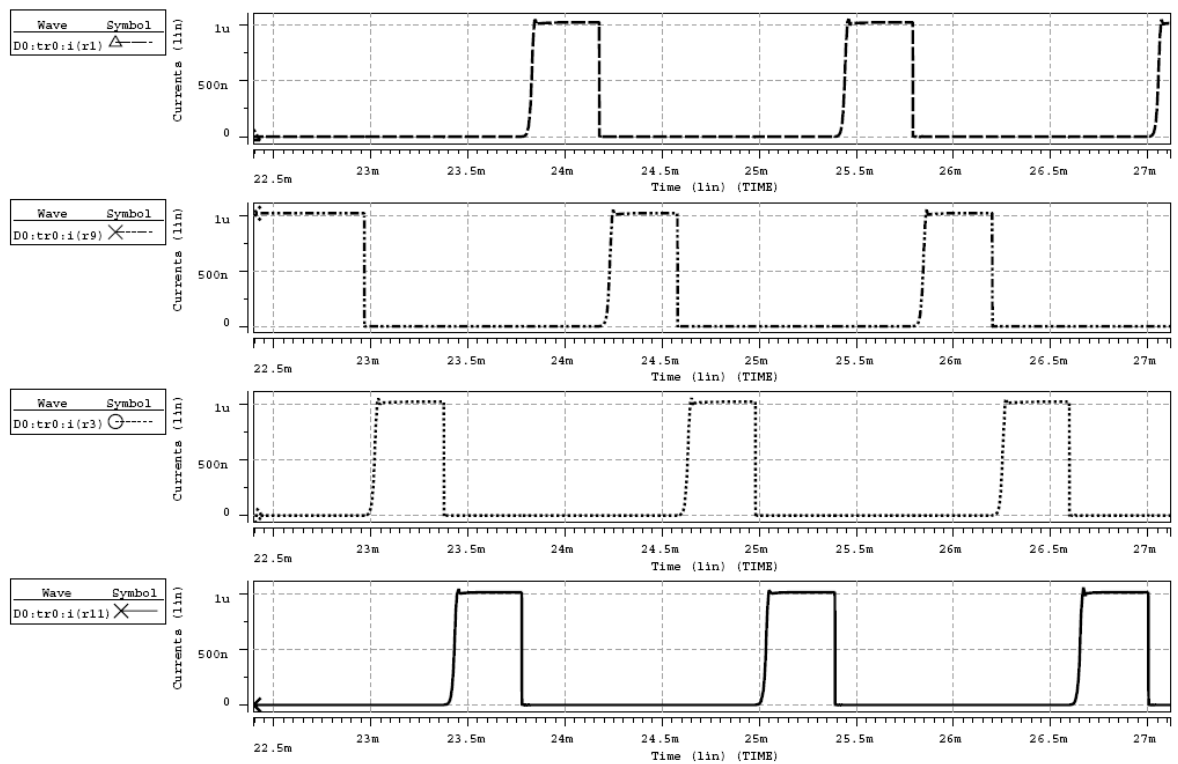 Wave Symbol
D0:tr0:i(r1)
Currents (lin)
1u
500n
0
22.5m 23m 23.5m 24m 24.5m 25m 25.5m 26m 26.5m 27m
Time (lin) (TIME)
Wave Symbol
D0:tr0:i(r9)
Currents (lin)
1u
500n
0
22.5m 23m 23.5m 24m 24.5m 25m 25.5m 26m 26.5m 27m
Time (lin) (TIME)
Wave Symbol
D0:tr0:i(r3)
Currents (lin)
1u
500n
0
22.5m 23m 23.5m 24m 24.5m 25m 25.5m 26m 26.5m 27m
Time (lin) (TIME)
Wave Symbol
D0:tr0:i(r11)
Currents (lin)
1u
500n
0
22.5m 23m 23.5m 24m 24.5m 25m 25.5m 26m 26.5m 27m
Time (lin) (TIME)